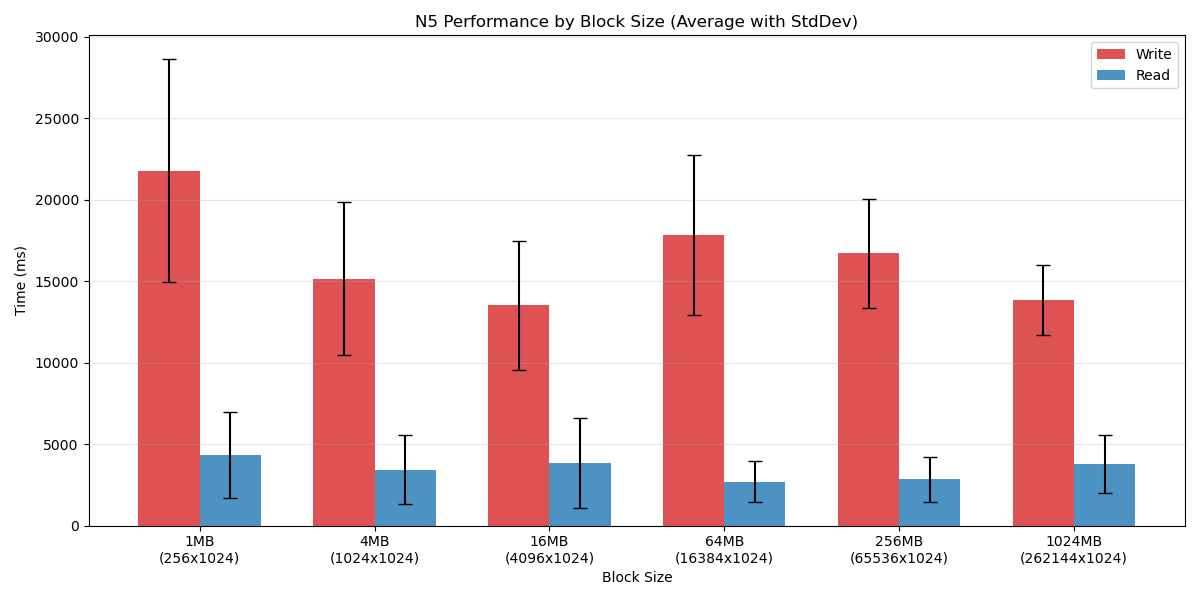 N5 Performance by Block Size (Average with StdDev)
Write
Read
30000
25000
20000
15000
10000
5000
0
Time (ms)
1MB
(256x1024)
4MB
(1024x1024)
16MB
(4096x1024)
64MB
(16384x1024)
256MB
(65536x1024)
1024MB
(262144x1024)
Block Size